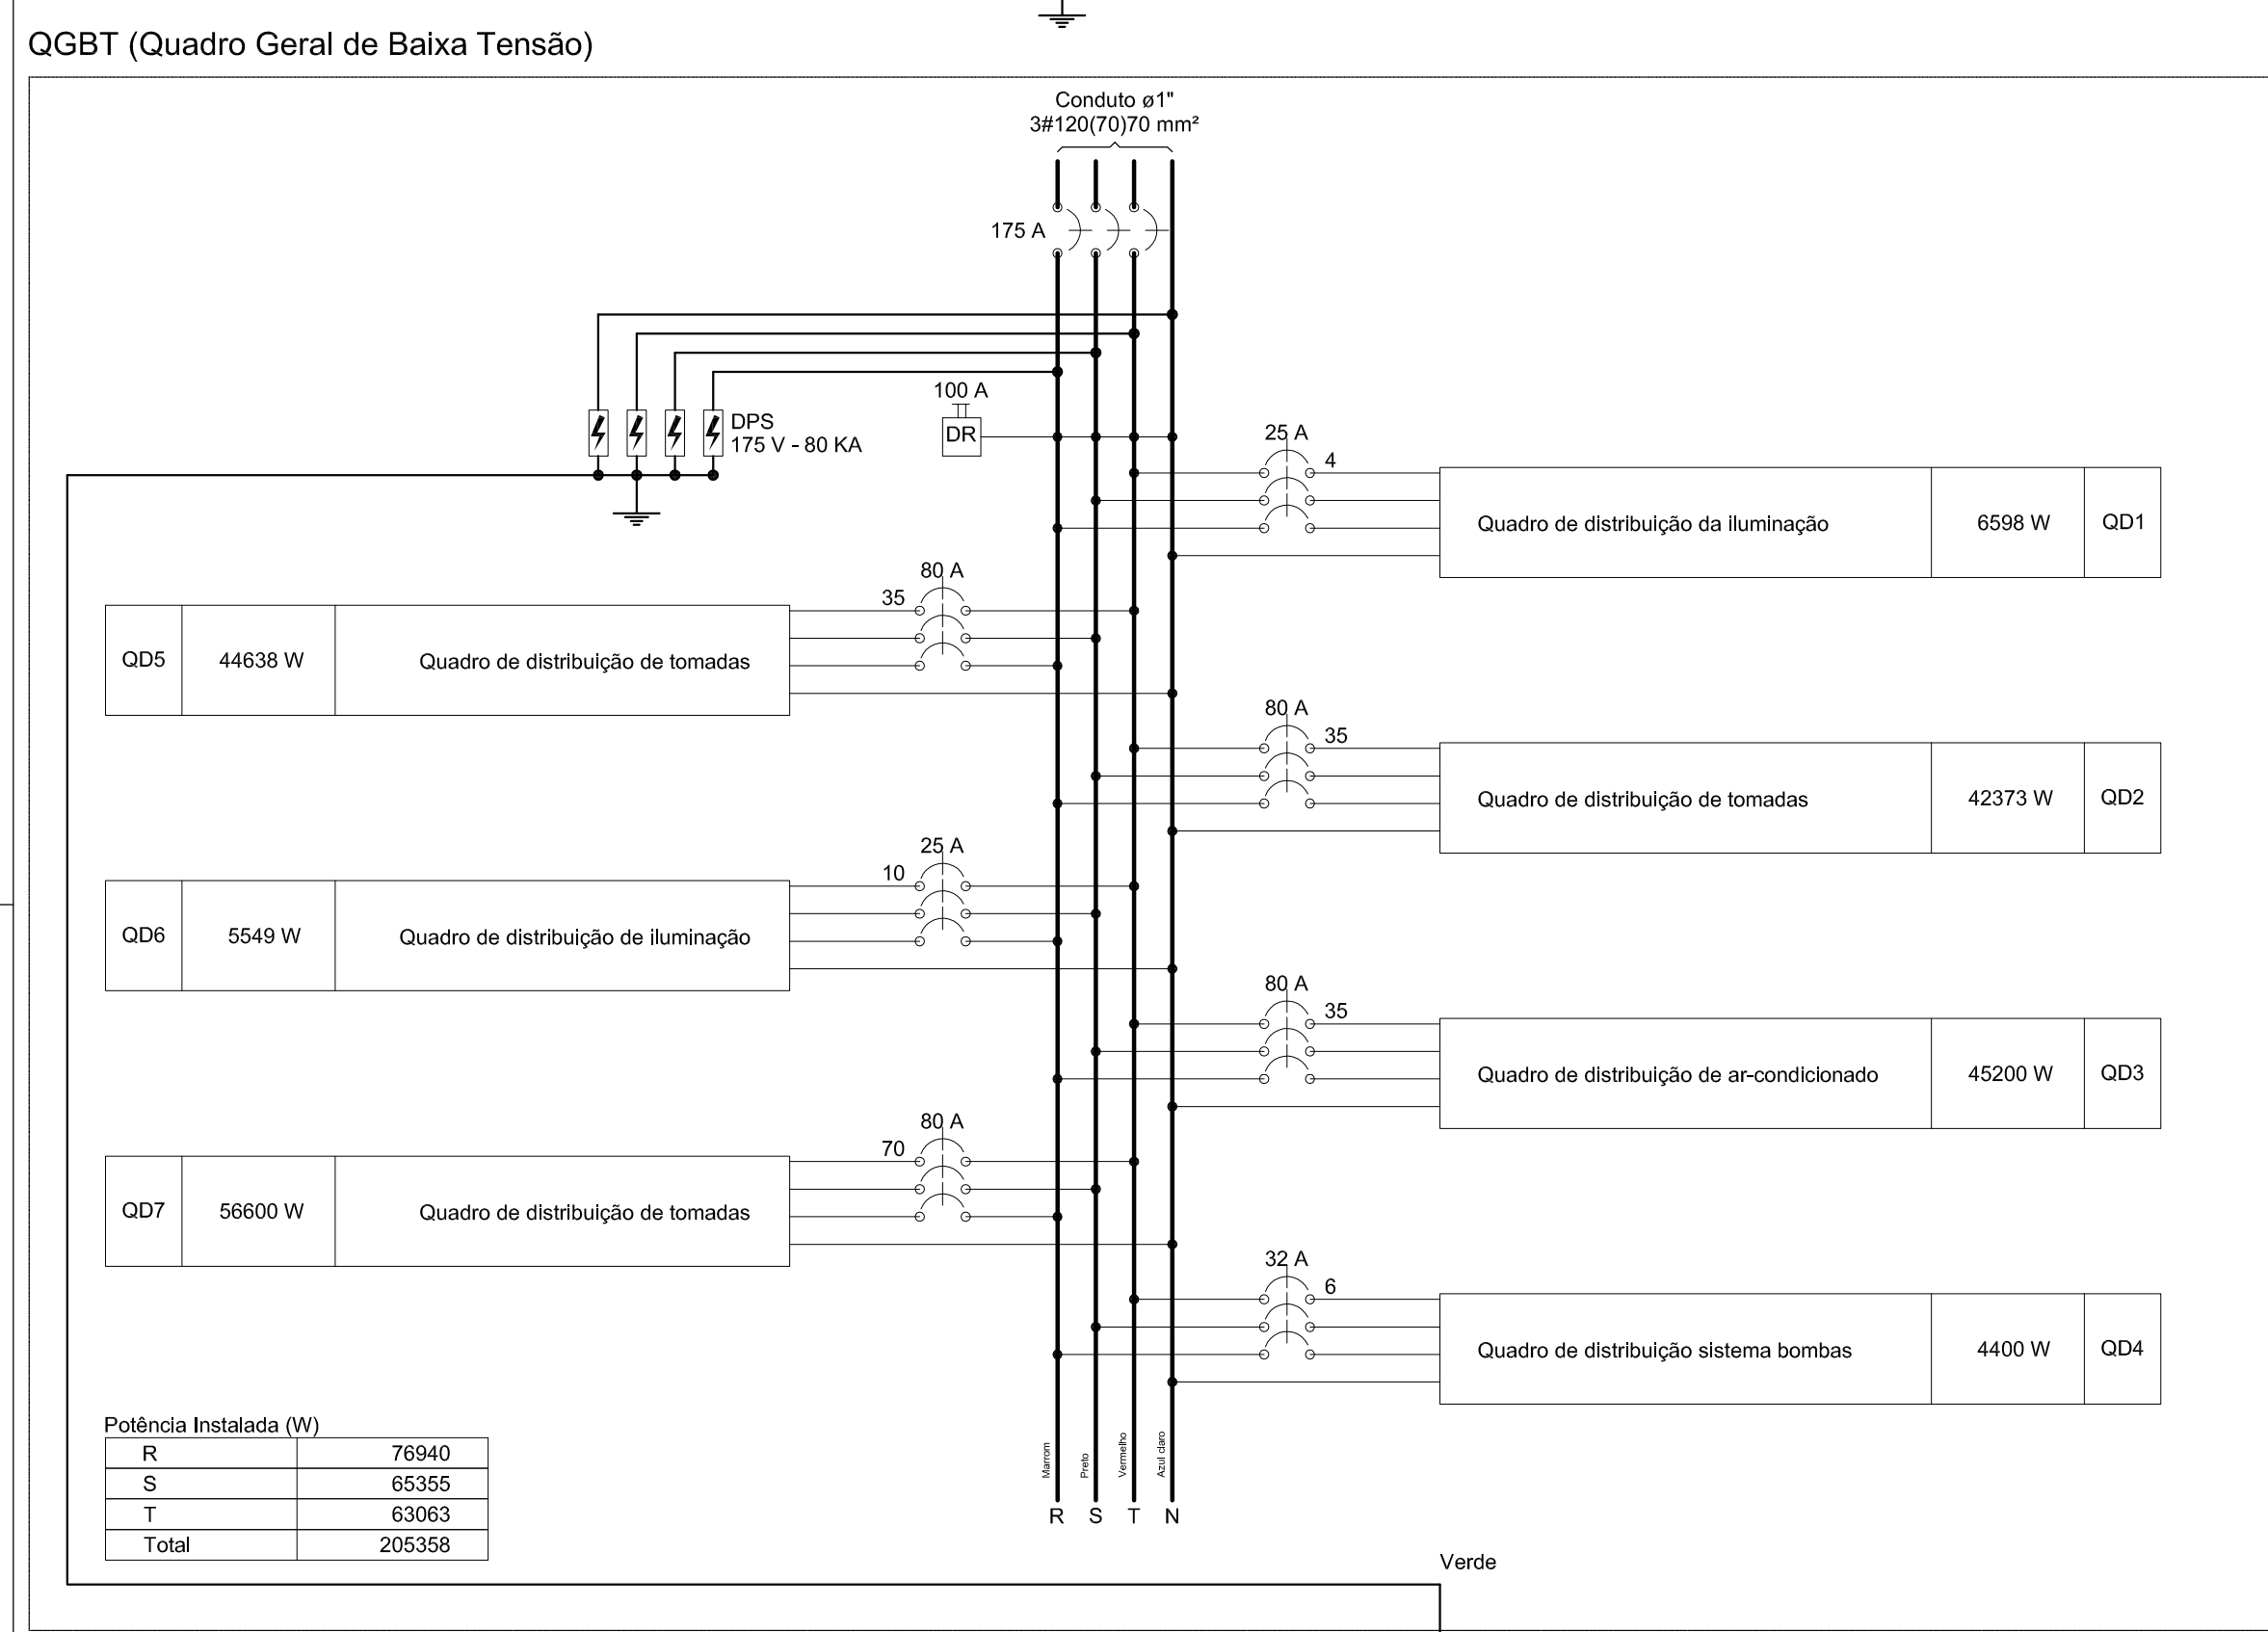 QGBT (Quadro Geral de Baixa Tensão)
Conduto ø1"
3#120(70)70 mm²
175 A
100 A
DR
DPS
175 V - 80 KA
25 A
4
Quadro de distribuição da iluminação
6598 W
QD1
80 A
35
QD5
44638 W
Quadro de distribuição de tomadas
80 A
35
Quadro de distribuição de tomadas
42373 W
QD2
25 A
10
QD6
5549 W
Quadro de distribuição de iluminação
80 A
35
Quadro de distribuição de ar-condicionado
45200 W
QD3
80 A
70
QD7
56600 W
Quadro de distribuição de tomadas
32 A
6
Quadro de distribuição sistema bombas
4400 W
QD4
Potência Instalada (W)
R 76940
S 65355
T 63063
Total 205358
Marrom
Preto
Vermelho
Azul claro
R S T N
Verde